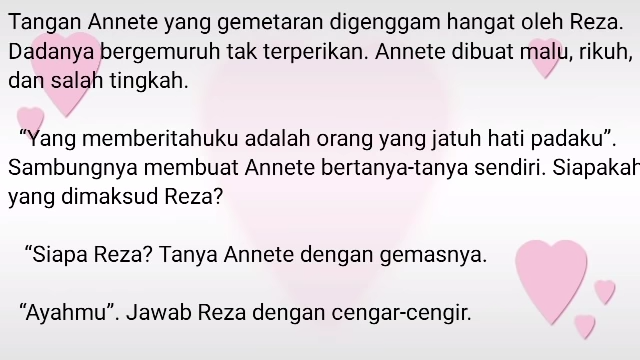 Tangan Annete yang gemetaran digenggam hangat oleh Reza.
Dadanya bergemuruh tak terperikan. Annete dibuat malu, rikuh,
dan salah tingkah.
“Yang memberitahuku adalah orang yang jatuh hati padaku”.
Sambungnya membuat Annete bertanya-tanya sendiri. Siapakah
yang dimaksud Reza?
“Siapa Reza? Tanya Annete dengan gemasnya.
“Ayahmu”. Jawab Reza dengan cengar-cengir.